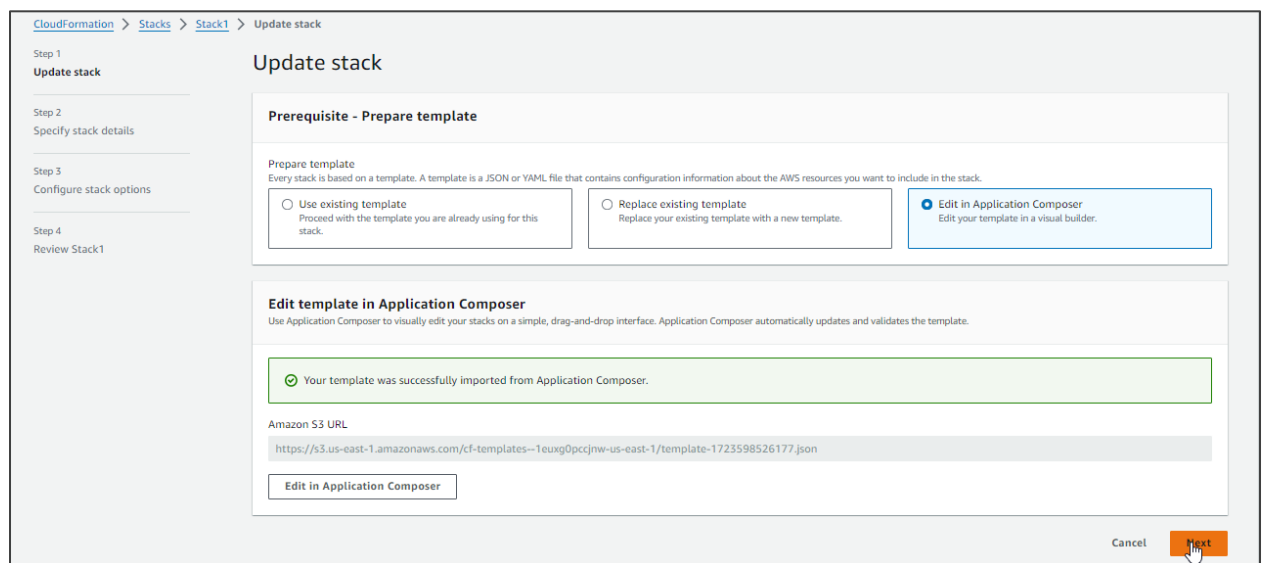 CloudFormation > Stacks > Stack1 > Update stack
Step 1
Update stack
Step 2
Specify stack details
Step 3
Configure stack options
Step 4
Review Stack1
Update stack
Prerequisite - Prepare template
Prepare template
Every stack is based on a template. A template is a JSON or YAML file that contains configuration information about the AWS resources you want to include in the stack.
Use existing template
Proceed with the template you are already using for this
stack.
Replace existing template
Replace your existing template with a new template.
Edit in Application Composer
Edit your template in a visual builder.
Edit template in Application Composer
Use Application Composer to visually edit your stacks on a simple, drag-and-drop interface. Application Composer automatically updates and validates the template.
Your template was successfully imported from Application Composer.
Amazon S3 URL
https://s3.us-east-1.amazonaws.com/cf-templates--1euxg0pccjnw-us-east-1/template-1723598526177.json
Edit in Application Composer
Cancel
Next